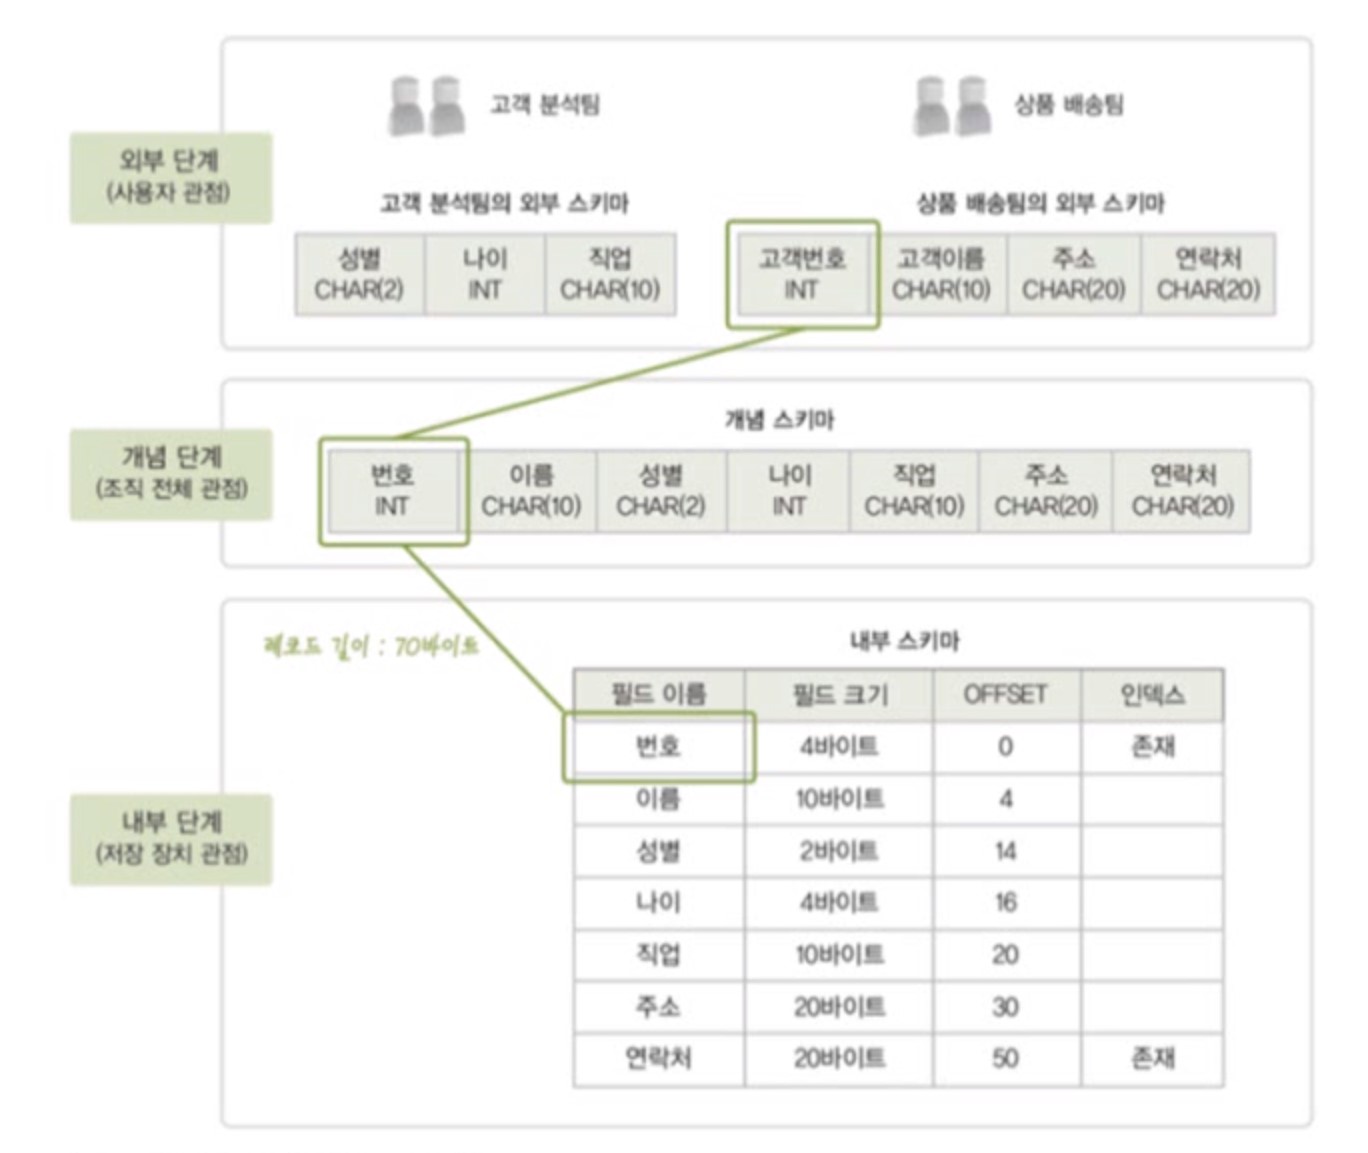 고객 분석팀
상품 배송팀
외부 단계
(사용자 관점)
고객 분석팀의 외부 스키마
상품 배송팀의 외부 스키마
성별 나이 직업
CHAR(2) INT CHAR(10)
고객번호 고객이름 주소 연락처
INT CHAR(10) CHAR(20) CHAR(20)
개념 단계
(조직 전체 관점)
개념 스키마
번호 이름 성별 나이 직업 주소 연락처
INT CHAR(10) CHAR(2) INT CHAR(10) CHAR(20) CHAR(20)
레코드 길이 : 70바이트
내부 스키마
내부 단계
(저장 장치 관점)
필드 이름 필드 크기 OFFSET 인덱스
번호 4바이트 0 존재
이름 10바이트 4
성별 2바이트 14
나이 4바이트 16
직업 10바이트 20
주소 20바이트 30
연락처 20바이트 50 존재